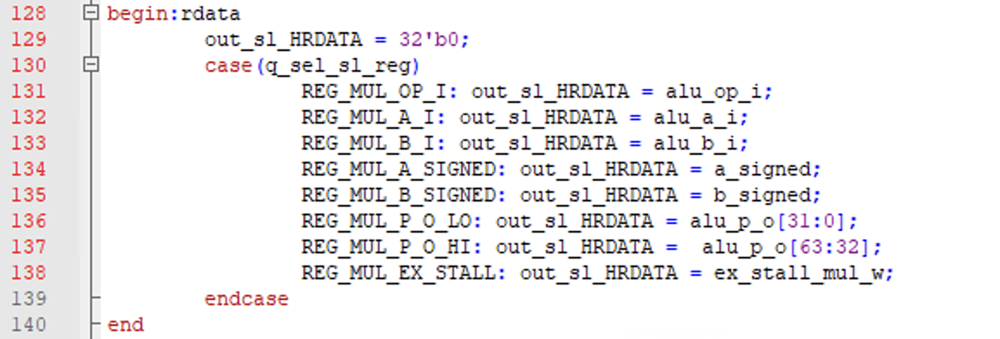 128 begin:rdata
129 out_sl_HRDATA = 32'b0;
130 case(q_sel_sl_reg)
131 REG_MUL_OP_I: out_sl_HRDATA = alu_op_i;
132 REG_MUL_A_I: out_sl_HRDATA = alu_a_i;
133 REG_MUL_B_I: out_sl_HRDATA = alu_b_i;
134 REG_MUL_A_SIGNED: out_sl_HRDATA = a_signed;
135 REG_MUL_B_SIGNED: out_sl_HRDATA = b_signed;
136 REG_MUL_P_O_LO: out_sl_HRDATA = alu_p_o[31:0];
137 REG_MUL_P_O_HI: out_sl_HRDATA =  alu_p_o[63:32];
138 REG_MUL_EX_STALL: out_sl_HRDATA = ex_stall_mul_w;
139 endcase
140 end